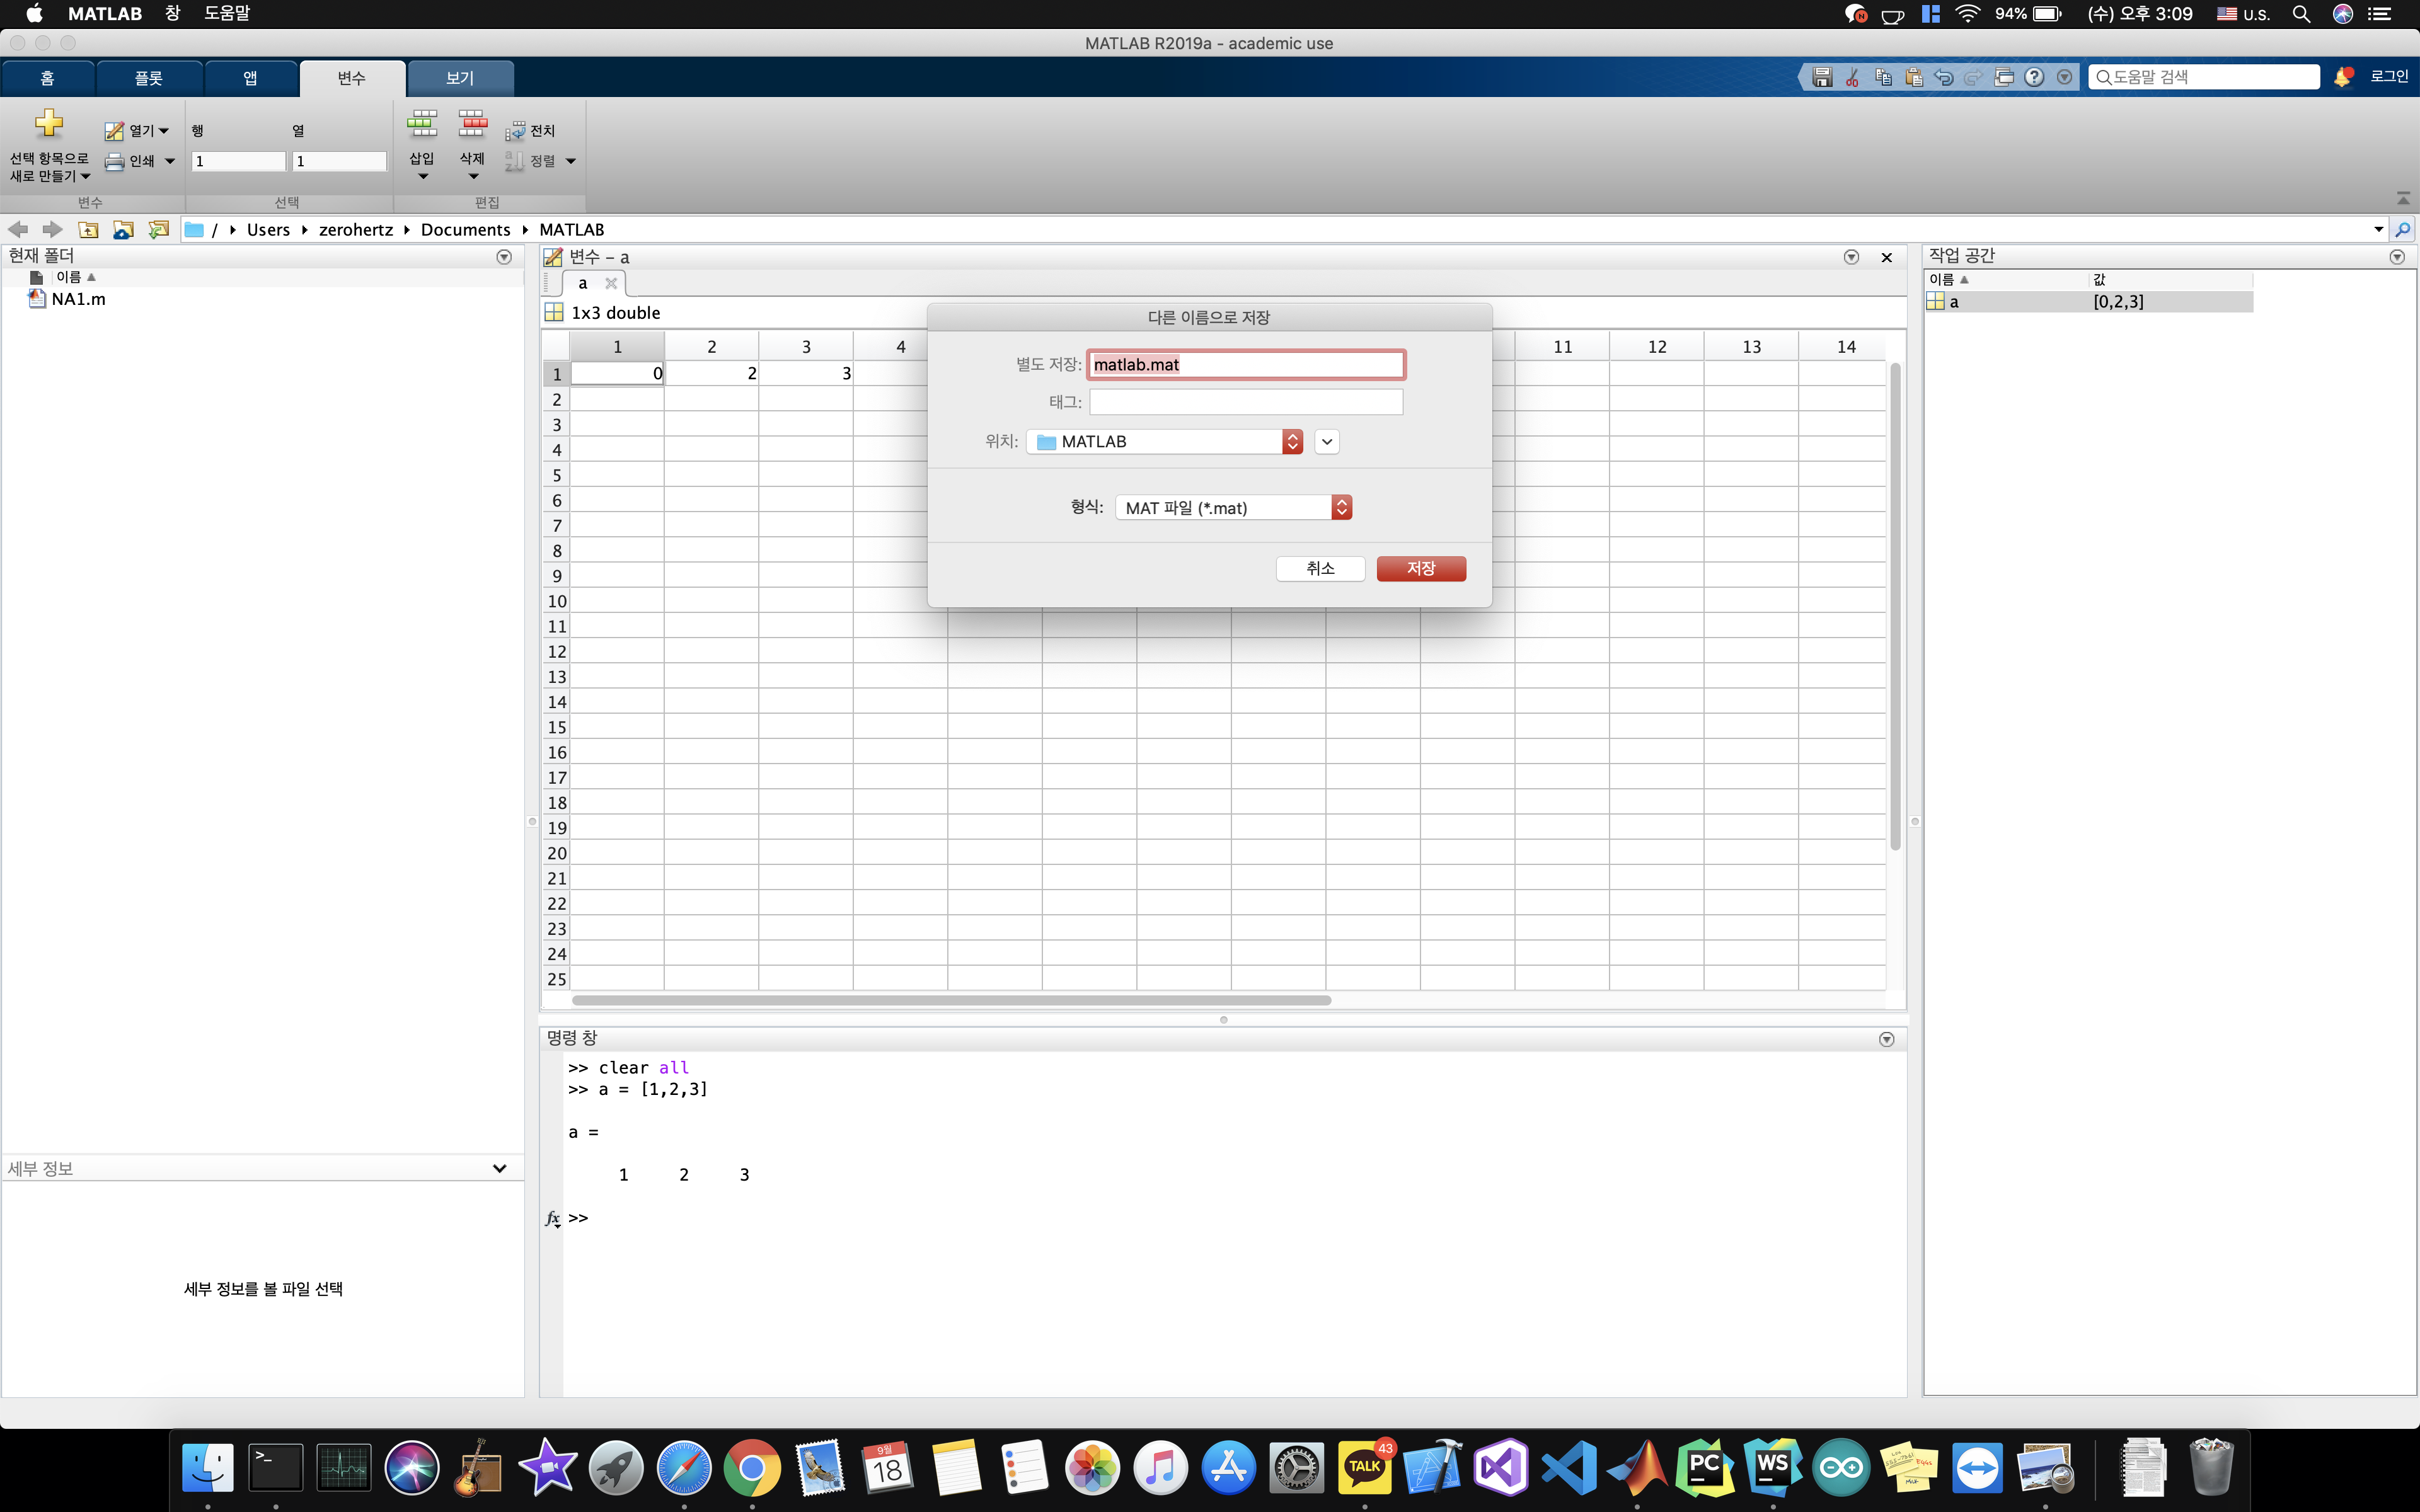 MATLAB 창 도움말 94% (수) 오후 3:09 U.S.
MATLAB R2019a - academic use
홈 플롯 앱 변수 보기 도움말 검색 로그인
선택 항목으로
새로 만들기
열기
인쇄
행 열
1 1
삽입 삭제
전치
정렬
변수 선택 편집
/ Users zerohertz Documents MATLAB
현재 폴더
이름
NA1.m
세부 정보
세부 정보를 볼 파일 선택
변수 - a
a
1x3 double
1 2 3 4 11 12 13 14
1 0 2 3
2
3
4
5
6
7
8
9
10
11
12
13
14
15
16
17
18
19
20
21
22
23
24
25
다른 이름으로 저장
별도 저장: matlab.mat
태그:
위치: MATLAB
형식: MAT 파일 (*.mat)
취소 저장
명령 창
>> clear all
>> a = [1,2,3]
a =
1 2 3
fx >>
작업 공간
이름 값
a [0,2,3]
9월
18
TALK
43
PC
WS